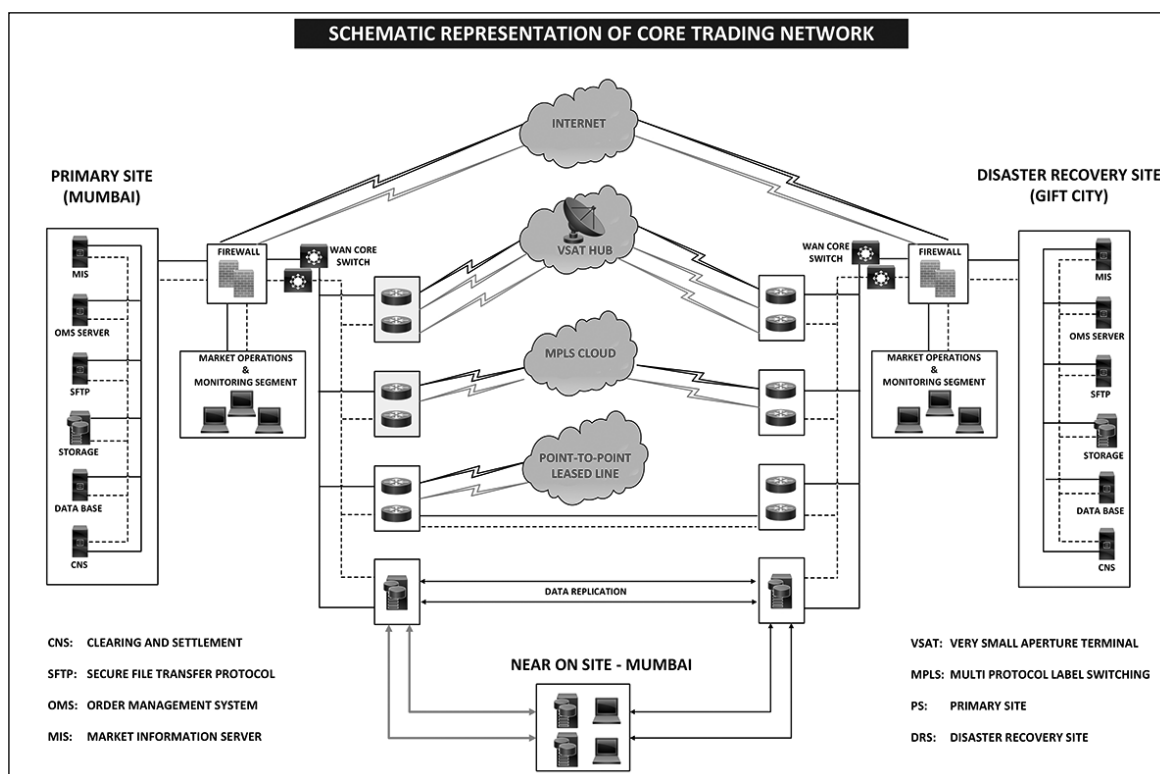 SCHEMATIC REPRESENTATION OF CORE TRADING NETWORK
INTERNET
PRIMARY SITE
(MUMBAI)
DISASTER RECOVERY SITE
(GIFT CITY)
MIS
OMS SERVER
SFTP
STORAGE
DATA BASE
CNS
FIREWALL
WAN CORE
SWITCH
MARKET OPERATIONS
&
MONITORING SEGMENT
VSAT HUB
MPLS CLOUD
POINT-TO-POINT
LEASED LINE
WAN CORE
SWITCH
FIREWALL
MARKET OPERATIONS
&
MONITORING SEGMENT
MIS
OMS SERVER
SFTP
STORAGE
DATA BASE
CNS
DATA REPLICATION
NEAR ON SITE - MUMBAI
CNS: CLEARING AND SETTLEMENT
SFTP: SECURE FILE TRANSFER PROTOCOL
OMS: ORDER MANAGEMENT SYSTEM
MIS: MARKET INFORMATION SERVER
VSAT: VERY SMALL APERTURE TERMINAL
MPLS: MULTI PROTOCOL LABEL SWITCHING
PS: PRIMARY SITE
DRS: DISASTER RECOVERY SITE